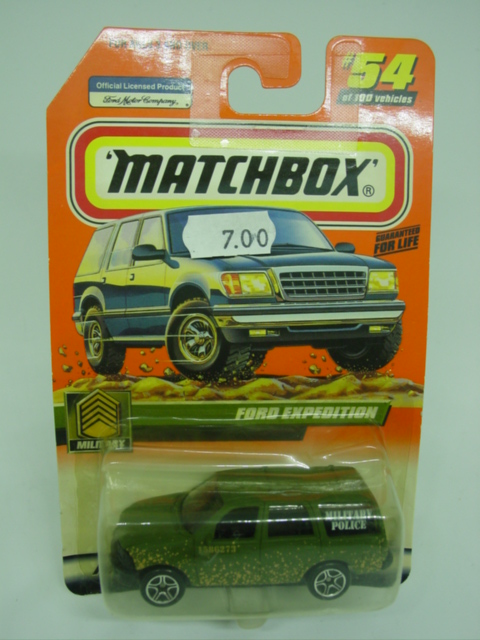 #54
of 100 vehicles
Official Licensed Product
Ford Motor Company
'MATCHBOX'®
7.00
GUARANTEED
FOR LIFE
FORD EXPEDITION
MILITARY
MILITARY
POLICE